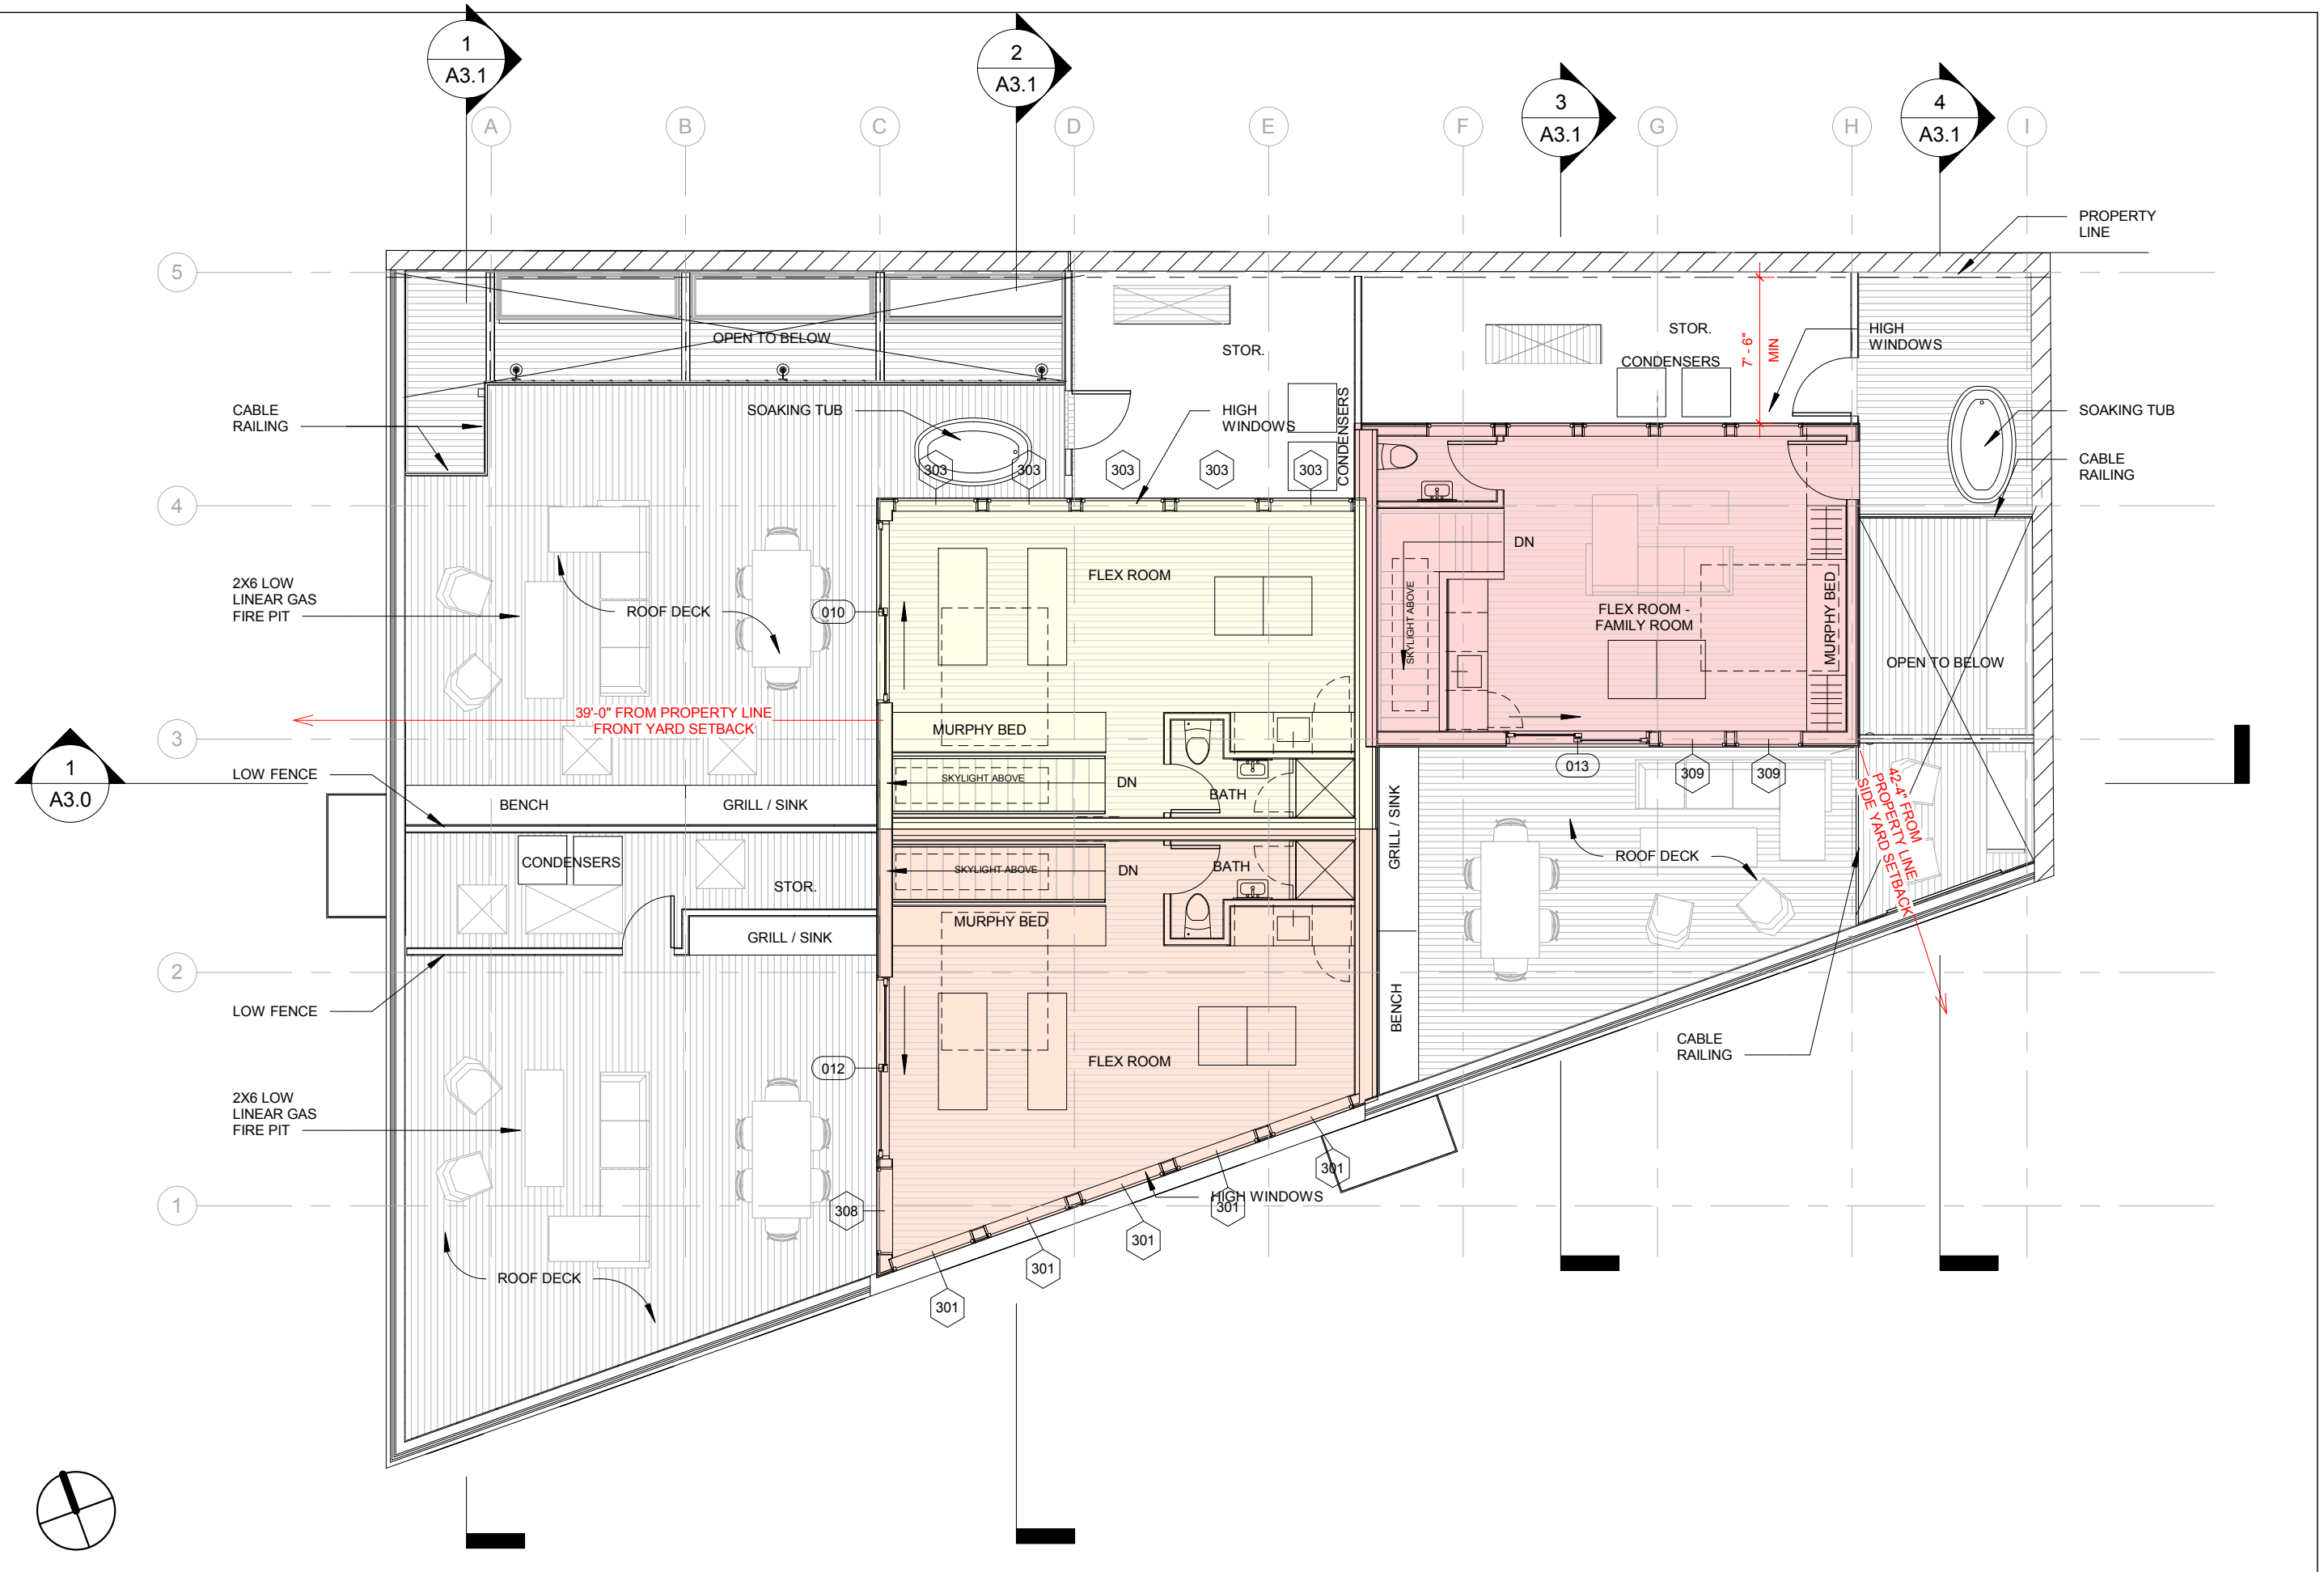 1
A3.1
2
A3.1
3
A3.1
4
A3.1
A
B
C
D
E
F
G
H
I
PROPERTY
LINE
5
OPEN TO BELOW
STOR.
STOR.
CONDENSERS
7' - 6"
MIN
HIGH
WINDOWS
CABLE
RAILING
SOAKING TUB
HIGH
WINDOWS
CONDENSERS
SOAKING TUB
303
303
303
303
303
CABLE
RAILING
4
DN
2X6 LOW
LINEAR GAS
FIRE PIT
ROOF DECK
010
FLEX ROOM
SKYLIGHT ABOVE
FLEX ROOM -
FAMILY ROOM
MURPHY BED
OPEN TO BELOW
39'-0" FROM PROPERTY LINE
FRONT YARD SETBACK
3
MURPHY BED
1
A3.0
LOW FENCE
SKYLIGHT ABOVE
DN
BATH
013
309
309
42-4" FROM
PROPERTY LINE
SIDE YARD SETBACK
BENCH
GRILL / SINK
GRILL / SINK
CONDENSERS
STOR.
SKYLIGHT ABOVE
DN
BATH
ROOF DECK
GRILL / SINK
MURPHY BED
2
LOW FENCE
BENCH
CABLE
RAILING
012
FLEX ROOM
2X6 LOW
LINEAR GAS
FIRE PIT
301
1
308
HIGH WINDOWS
301
301
301
301
ROOF DECK